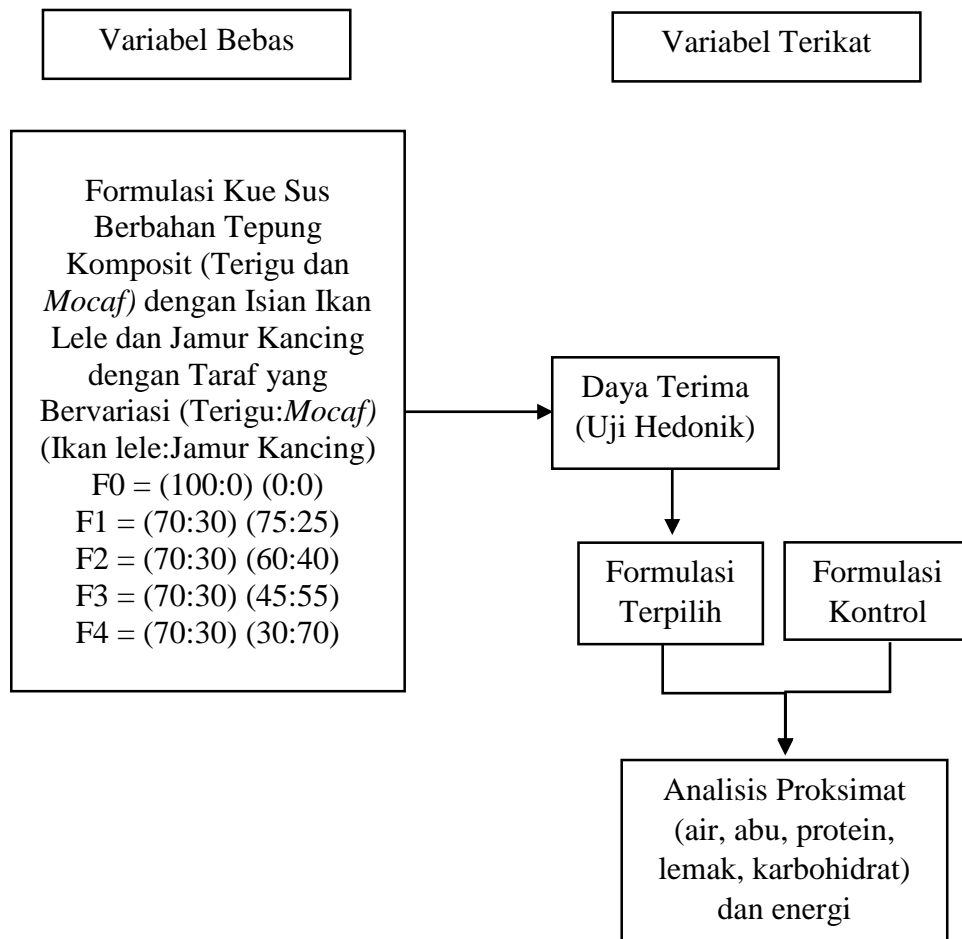 Variabel Bebas
Variabel Terikat
Formulasi Kue Sus
Berbahan Tepung
Komposit (Terigu dan
Mocaf) dengan Isian Ikan
Lele dan Jamur Kancing
dengan Taraf yang
Bervariasi (Terigu:Mocaf)
(Ikan lele:Jamur Kancing)
F0 = (100:0) (0:0)
F1 = (70:30) (75:25)
F2 = (70:30) (60:40)
F3 = (70:30) (45:55)
F4 = (70:30) (30:70)
Daya Terima
(Uji Hedonik)
Formulasi
Terpilih
Formulasi
Kontrol
Analisis Proksimat
(air, abu, protein,
lemak, karbohidrat)
dan energi